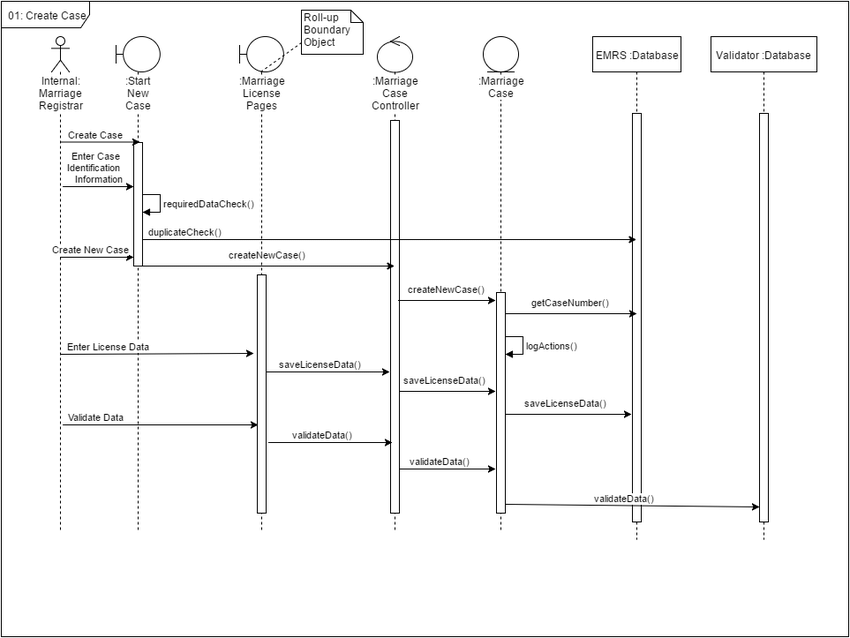 01: Create Case
Roll-up
Boundary
Object
Internal:
Marriage
Registrar
:Start
New
Case
:Marriage
License
Pages
:Marriage
Case
Controller
:Marriage
Case
EMRS :Database
Validator :Database
Create Case
Enter Case
Identification
Information
requiredDataCheck()
duplicateCheck()
Create New Case
createNewCase()
createNewCase()
getCaseNumber()
logActions()
Enter License Data
saveLicenseData()
saveLicenseData()
saveLicenseData()
Validate Data
validateData()
validateData()
validateData()